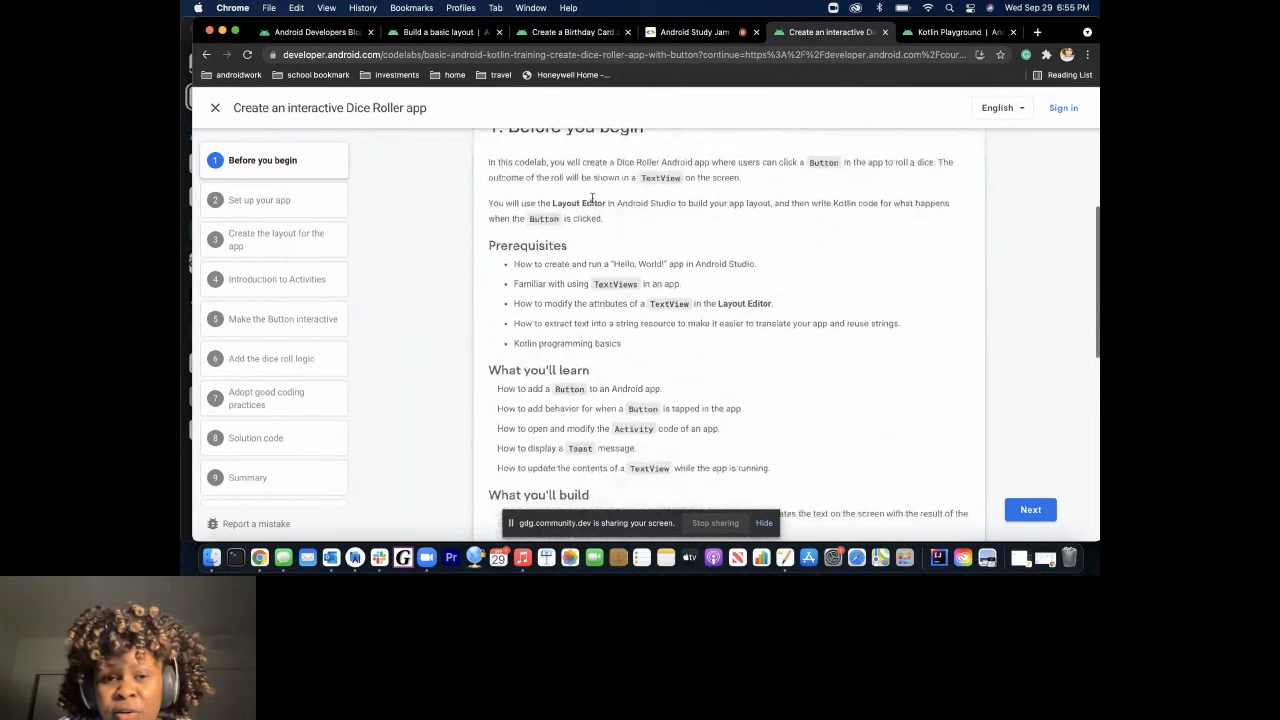 Chrome File Edit View History Bookmarks Profiles Tab Window Help Wed Sep 29 6:55 PM
Android Developers Blo Build a basic layout | A Create a Birthday Card a Android Study Jam Create an interactive D Kotlin Playground | And
developer.android.com/codelabs/basic-android-kotlin-training-create-dice-roller-app-with-button?continue=https%3A%2F%2Fdeveloper.android.com%2Fcour...
androidwork school bookmark investments home travel Honeywell Home -... Reading List
Create an interactive Dice Roller app English Sign in
1 Before you begin
2 Set up your app
3 Create the layout for the
app
4 Introduction to Activities
5 Make the Button interactive
6 Add the dice roll logic
7 Adopt good coding
practices
8 Solution code
9 Summary
Report a mistake
1. Before you begin
In this codelab, you will create a Dice Roller Android app where users can click a Button in the app to roll a dice. The
outcome of the roll will be shown in a TextView on the screen.
You will use the Layout Editor in Android Studio to build your app layout, and then write Kotlin code for what happens
when the Button is clicked.
Prerequisites
• How to create and run a "Hello, World!" app in Android Studio.
• Familiar with using TextViews in an app.
• How to modify the attributes of a TextView in the Layout Editor.
• How to extract text into a string resource to make it easier to translate your app and reuse strings.
• Kotlin programming basics
What you'll learn
How to add a Button to an Android app.
How to add behavior for when a Button is tapped in the app
How to open and modify the Activity code of an app.
How to display a Toast message.
How to update the contents of a TextView while the app is running.
What you'll build
ates the text on the screen with the result of the
Next
gdg.community.dev is sharing your screen. Stop sharing Hide